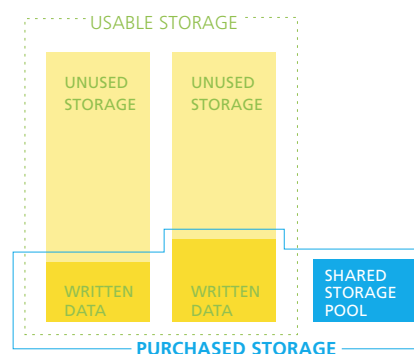 USABLE STORAGE
UNUSED
STORAGE
UNUSED
STORAGE
WRITTEN
DATA
WRITTEN
DATA
SHARED
STORAGE
POOL
PURCHASED STORAGE